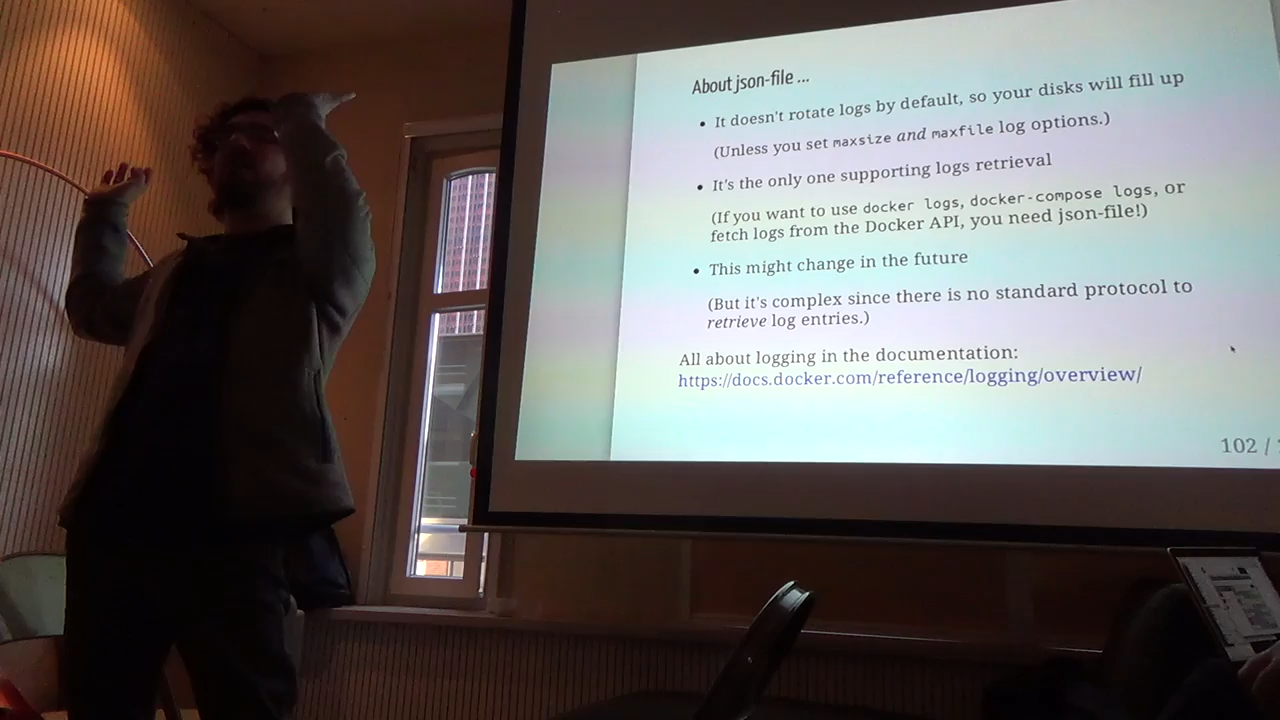 About json-file ...
• It doesn't rotate logs by default, so your disks will fill up
(Unless you set maxsize and maxfile log options.)
• It's the only one supporting logs retrieval
(If you want to use docker logs, docker-compose logs, or
fetch logs from the Docker API, you need json-file!)
• This might change in the future
(But it's complex since there is no standard protocol to
retrieve log entries.)
All about logging in the documentation:
https://docs.docker.com/reference/logging/overview/
102 /